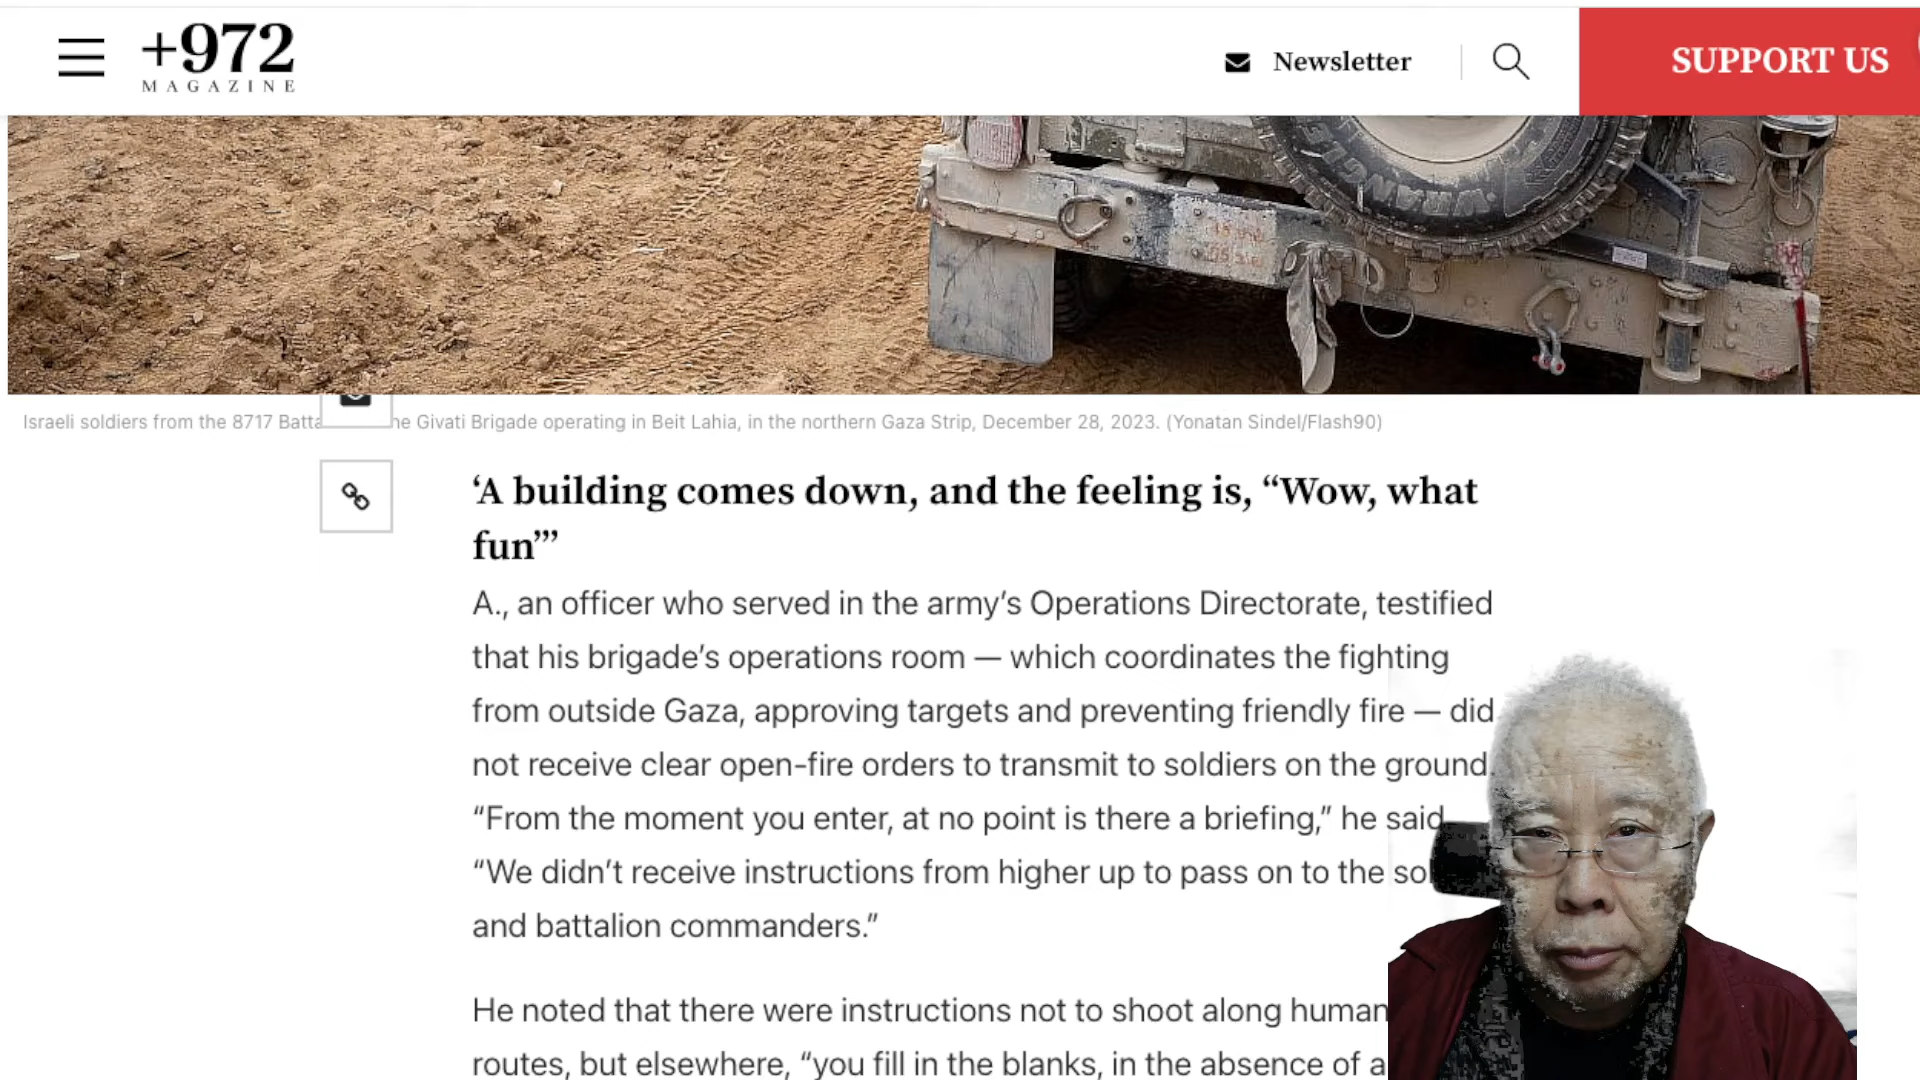 +972
MAGAZINE
Newsletter
SUPPORT US
WRANGLE
Israeli soldiers from the 8717 Batta he Givati Brigade operating in Beit Lahia, in the northern Gaza Strip, December 28, 2023. (Yonatan Sindel/Flash90)
‘A building comes down, and the feeling is, “Wow, what
fun”’
A., an officer who served in the army’s Operations Directorate, testified
that his brigade’s operations room — which coordinates the fighting
from outside Gaza, approving targets and preventing friendly fire — did
not receive clear open-fire orders to transmit to soldiers on the ground.
“From the moment you enter, at no point is there a briefing,” he said.
“We didn’t receive instructions from higher up to pass on to the sol
and battalion commanders.”
He noted that there were instructions not to shoot along human
routes, but elsewhere, “you fill in the blanks, in the absence of a